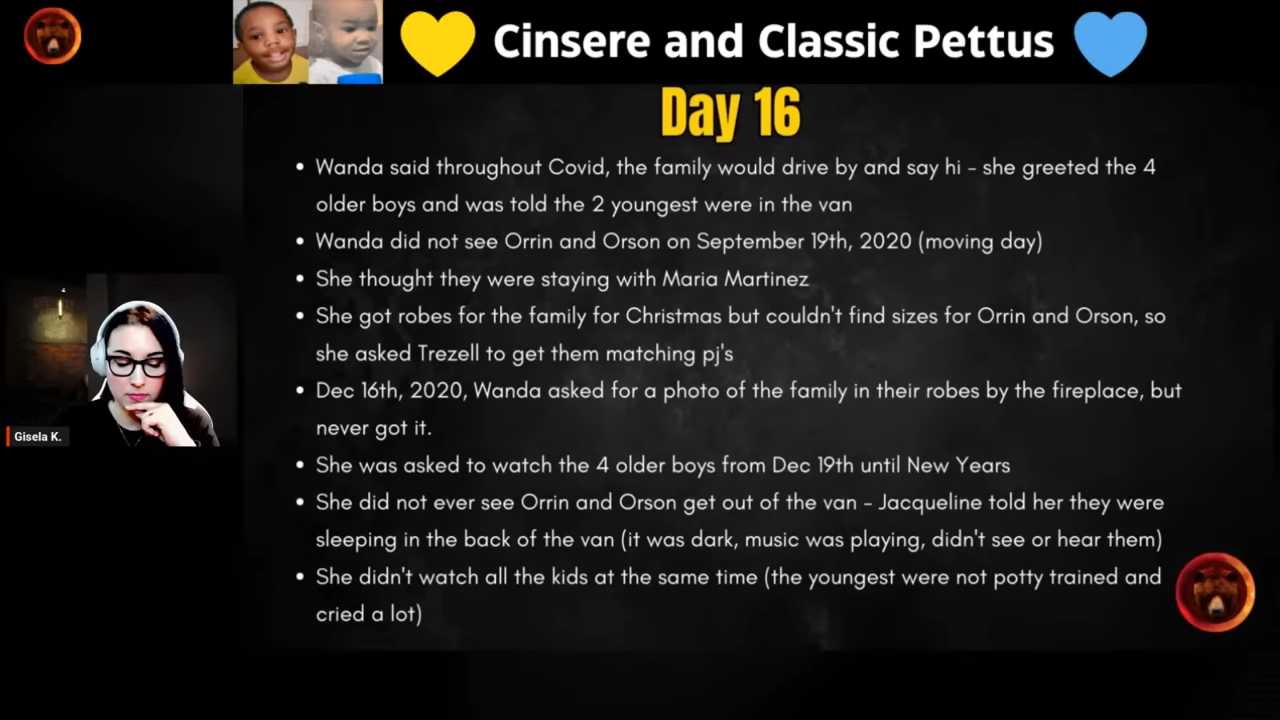 Cinsere and Classic Pettus
Day 16
• Wanda said throughout Covid, the family would drive by and say hi - she greeted the 4
older boys and was told the 2 youngest were in the van
• Wanda did not see Orrin and Orson on September 19th, 2020 (moving day)
• She thought they were staying with Maria Martinez
• She got robes for the family for Christmas but couldn't find sizes for Orrin and Orson, so
she asked Trezell to get them matching pj's
• Dec 16th, 2020, Wanda asked for a photo of the family in their robes by the fireplace, but
never got it.
• She was asked to watch the 4 older boys from Dec 19th until New Years
• She did not ever see Orrin and Orson get out of the van - Jacqueline told her they were
sleeping in the back of the van (it was dark, music was playing, didn't see or hear them)
• She didn't watch all the kids at the same time (the youngest were not potty trained and
cried a lot)
Gisela K.